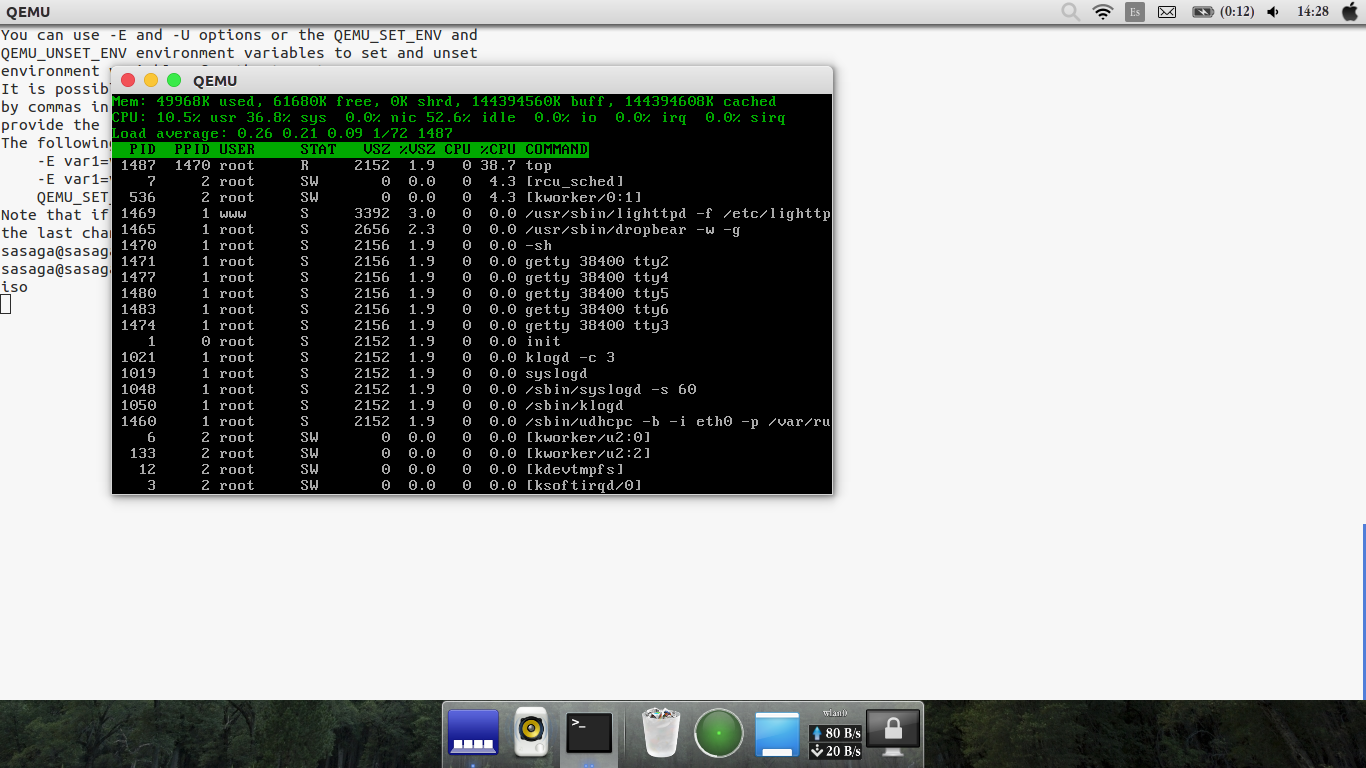 QEMU
Es
(0:12)
14:28
You can use -E and -U options or the QEMU_SET_ENV and
QEMU_UNSET_ENV environment variables to set and unset
environment
It is possib
by commas in
provide the
The following
-E var1=
-E var1=
QEMU_SET_
Note that if
the last cha
sasaga@sasaga
sasaga@sasaga
iso
QEMU
Mem: 49968K used, 61680K free, 0K shrd, 144394560K buff, 144394608K cached
CPU: 10.5% usr 36.8% sys 0.0% nic 52.6% idle 0.0% io 0.0% irq 0.0% sirq
Load average: 0.26 0.21 0.09 1/72 1487
PID PPID USER STAT VSZ %VSZ CPU %CPU COMMAND
1487 1470 root R 2152 1.9 0 38.7 top
7 2 root SW 0 0.0 0 4.3 [rcu_sched]
536 2 root SW 0 0.0 0 4.3 [kworker/0:1]
1469 1 www S 3392 3.0 0 0.0 /usr/sbin/lighttpd -f /etc/lighttp
1465 1 root S 2656 2.3 0 0.0 /usr/sbin/dropbear -w -g
1470 1 root S 2156 1.9 0 0.0 -sh
1471 1 root S 2156 1.9 0 0.0 getty 38400 tty2
1477 1 root S 2156 1.9 0 0.0 getty 38400 tty4
1480 1 root S 2156 1.9 0 0.0 getty 38400 tty5
1483 1 root S 2156 1.9 0 0.0 getty 38400 tty6
1474 1 root S 2156 1.9 0 0.0 getty 38400 tty3
1 0 root S 2152 1.9 0 0.0 init
1021 1 root S 2152 1.9 0 0.0 klogd -c 3
1019 1 root S 2152 1.9 0 0.0 syslogd
1048 1 root S 2152 1.9 0 0.0 /sbin/syslogd -s 60
1050 1 root S 2152 1.9 0 0.0 /sbin/klogd
1460 1 root S 2152 1.9 0 0.0 /sbin/udhcpc -b -i eth0 -p /var/ru
6 2 root SW 0 0.0 0 0.0 [kworker/u2:0]
133 2 root SW 0 0.0 0 0.0 [kworker/u2:2]
12 2 root SW 0 0.0 0 0.0 [kdevtmpfs]
3 2 root SW 0 0.0 0 0.0 [ksoftirqd/0]
>_
wlan0
80 B/s
20 B/s